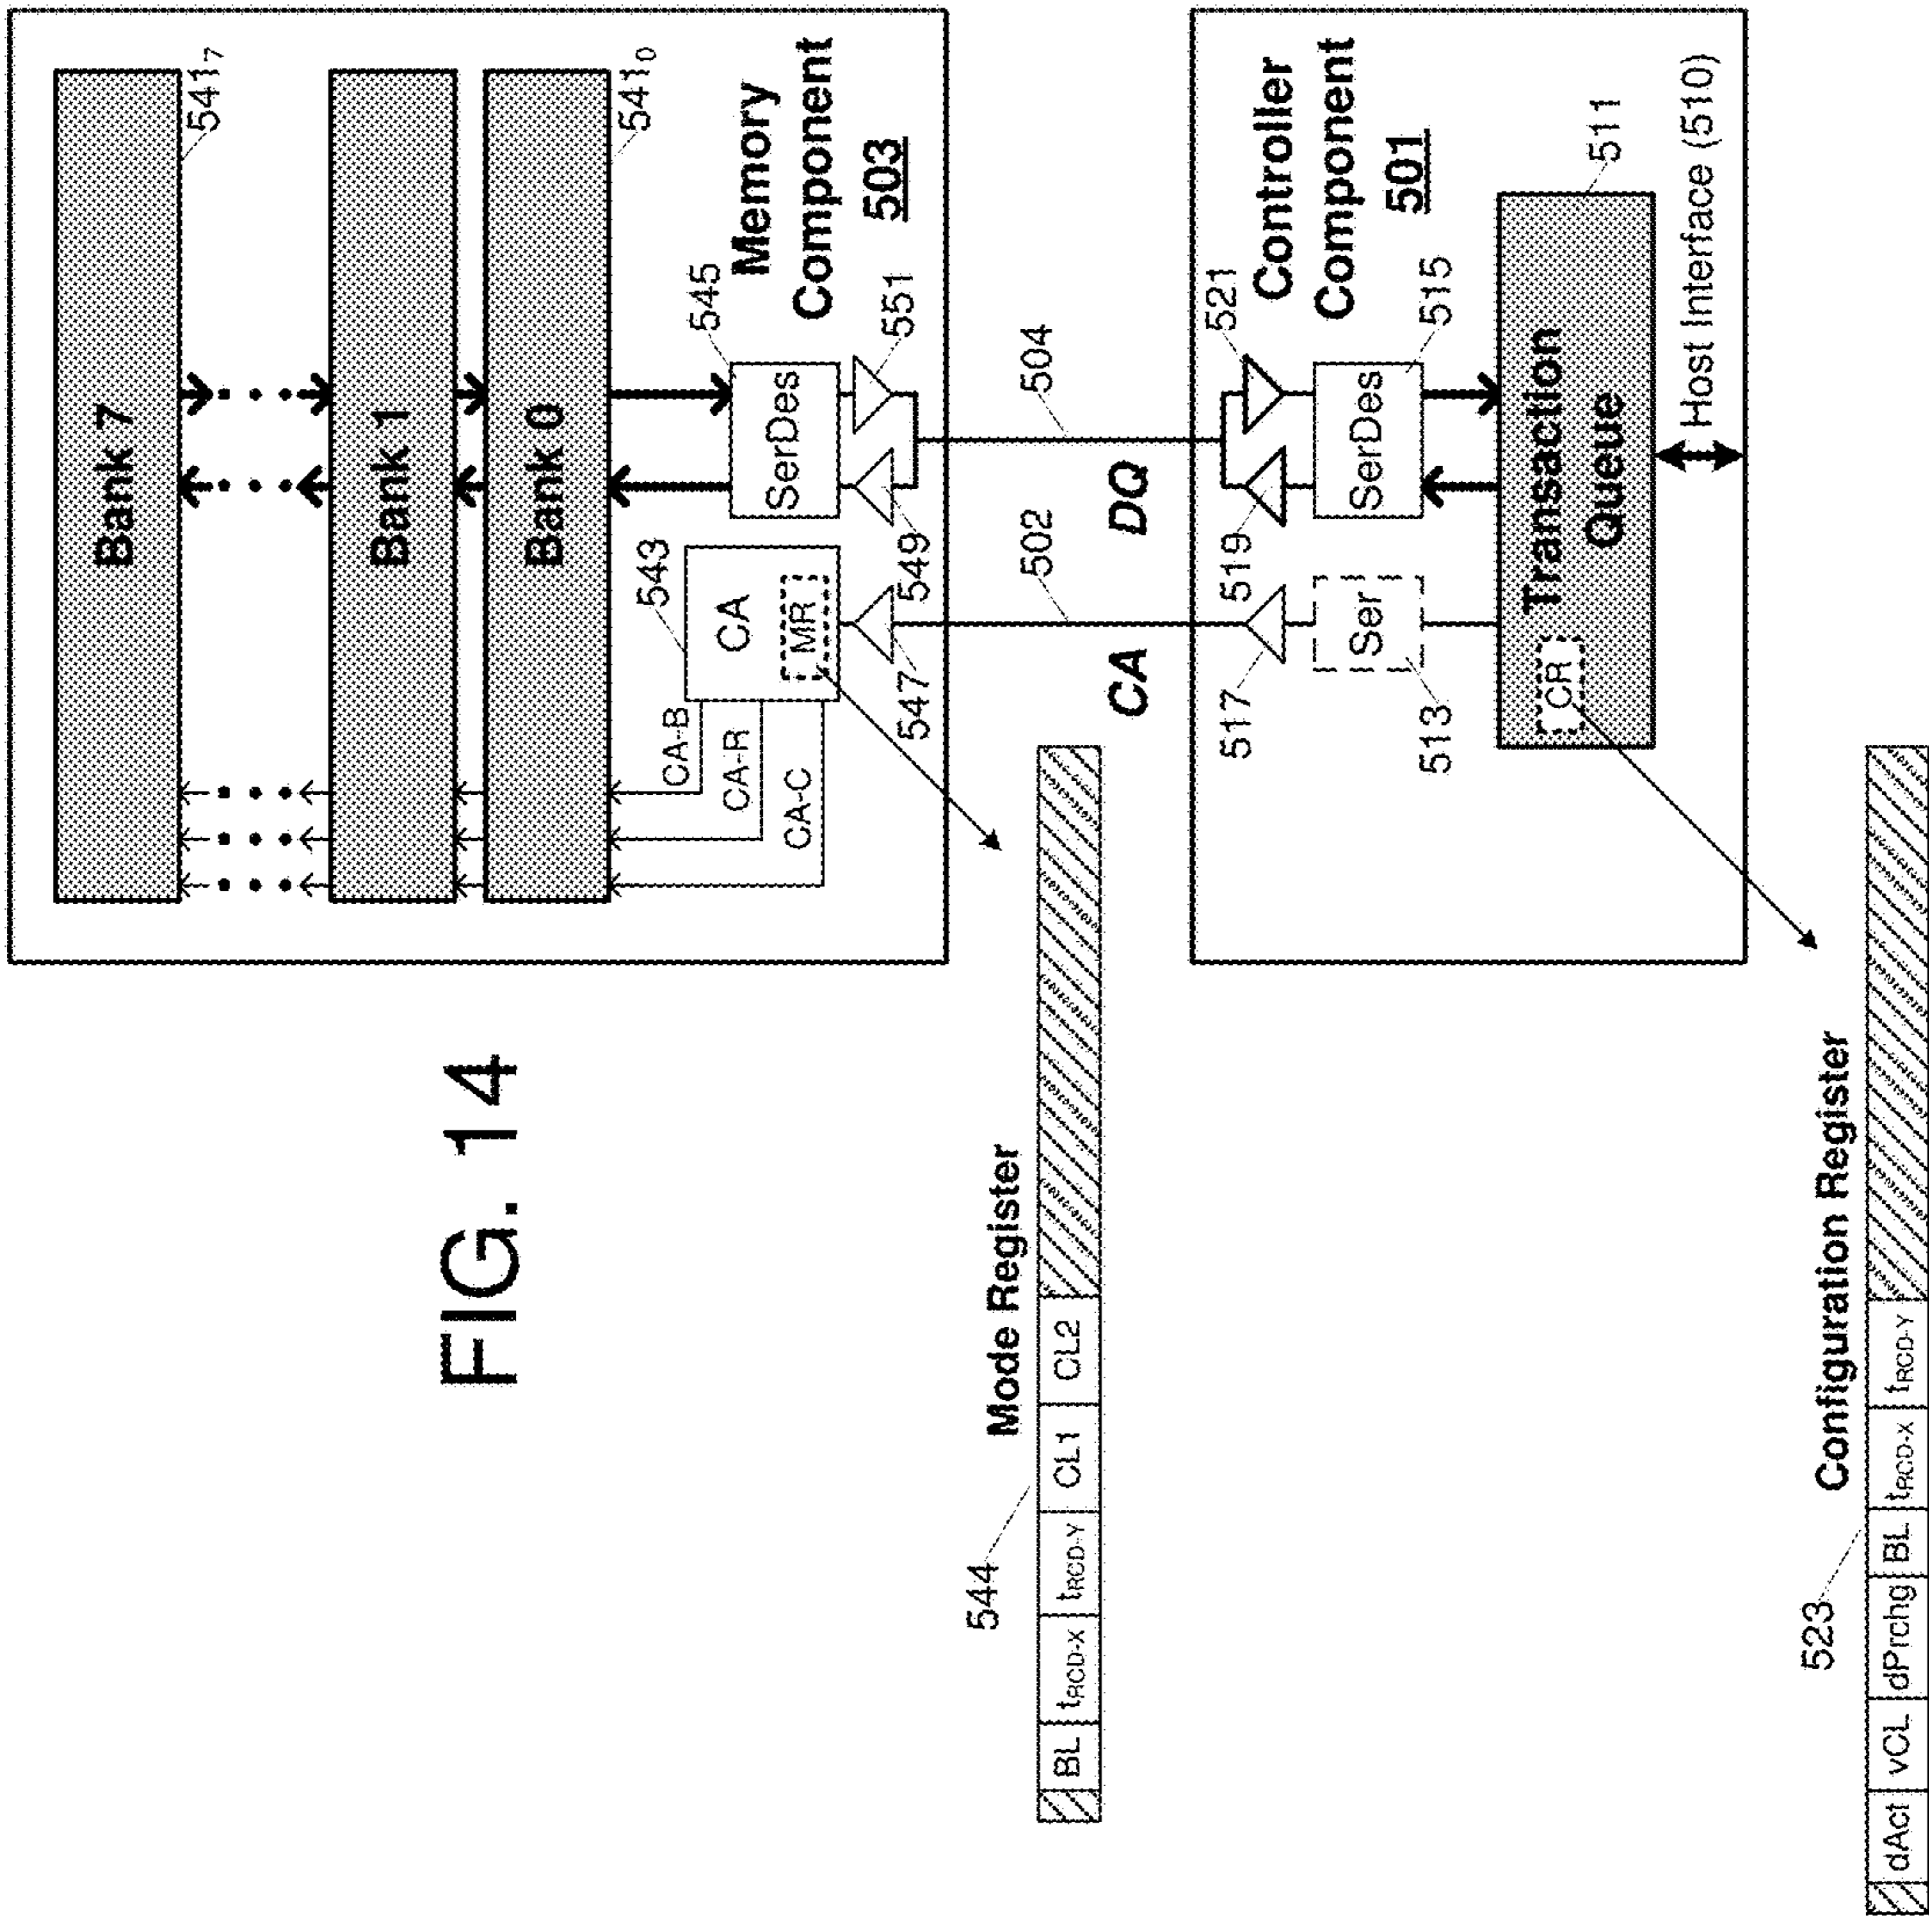 FIG. 14
Bank 7
541₇
Bank 1
Bank 0
541₀
CA-B
CA-R
CA-C
543
CA
MR
545
SerDes
Memory
Component
503
547
549
551
CA
502
DQ
504
517
519
521
Controller
Component
501
513
Ser
SerDes
515
CR
Transaction
Queue
511
Host Interface (510)
544
Mode Register
BL tRCD-X tRCD-Y CL1 CL2
523
Configuration Register
dAct vCL dPrchg BL tRCD-X tRCD-Y